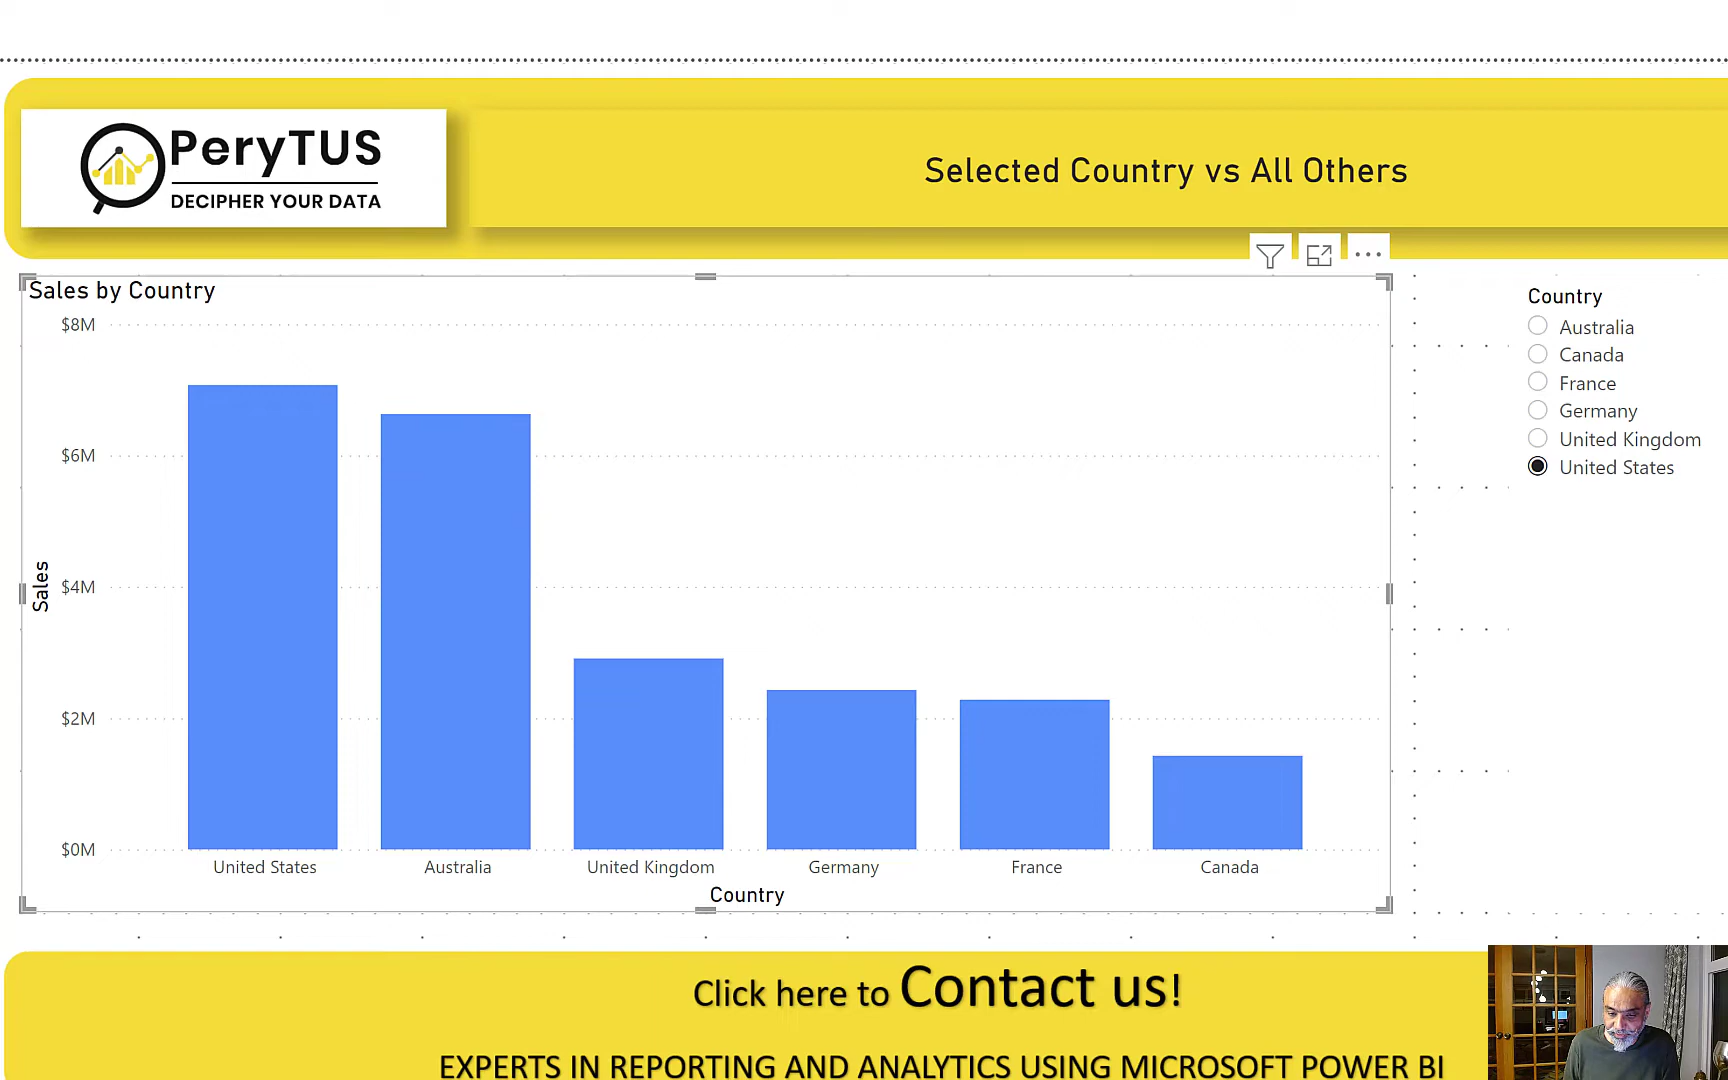 PeryTUS
DECIPHER YOUR DATA
Selected Country vs All Others
Sales by Country
$8M
$6M
$4M
$2M
$0M
Sales
United States
Australia
United Kingdom
Germany
France
Canada
Country
Country
Australia
Canada
France
Germany
United Kingdom
United States
Click here to Contact us!
EXPERTS IN REPORTING AND ANALYTICS USING MICROSOFT POWER BI